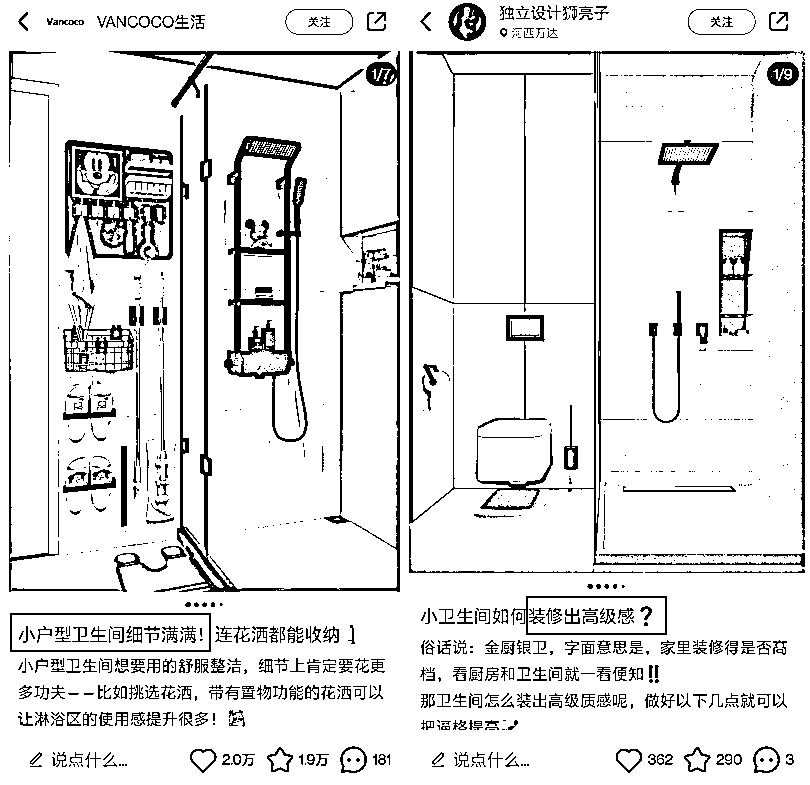 Vancoco VANCOCO生活 关注
1/7
小户型卫生间细节满满! 连花洒都能收纳
小户型卫生间想要用的舒服整洁,细节上肯定要花更
多功夫——比如挑选花洒,带有置物功能的花洒可以
让淋浴区的使用感提升很多!
说点什么... 2.0万 1.9万 181
独立设计狮亮子
河西万达
关注
1/9
小卫生间如何装修出高级感?
俗话说:金厨银卫,字面意思是,家里装修得是否高
档,看厨房和卫生间就一看便知!!
那卫生间怎么装出高级质感呢,做好以下几点就可以
把逼格提高
说点什么... 362 290 3